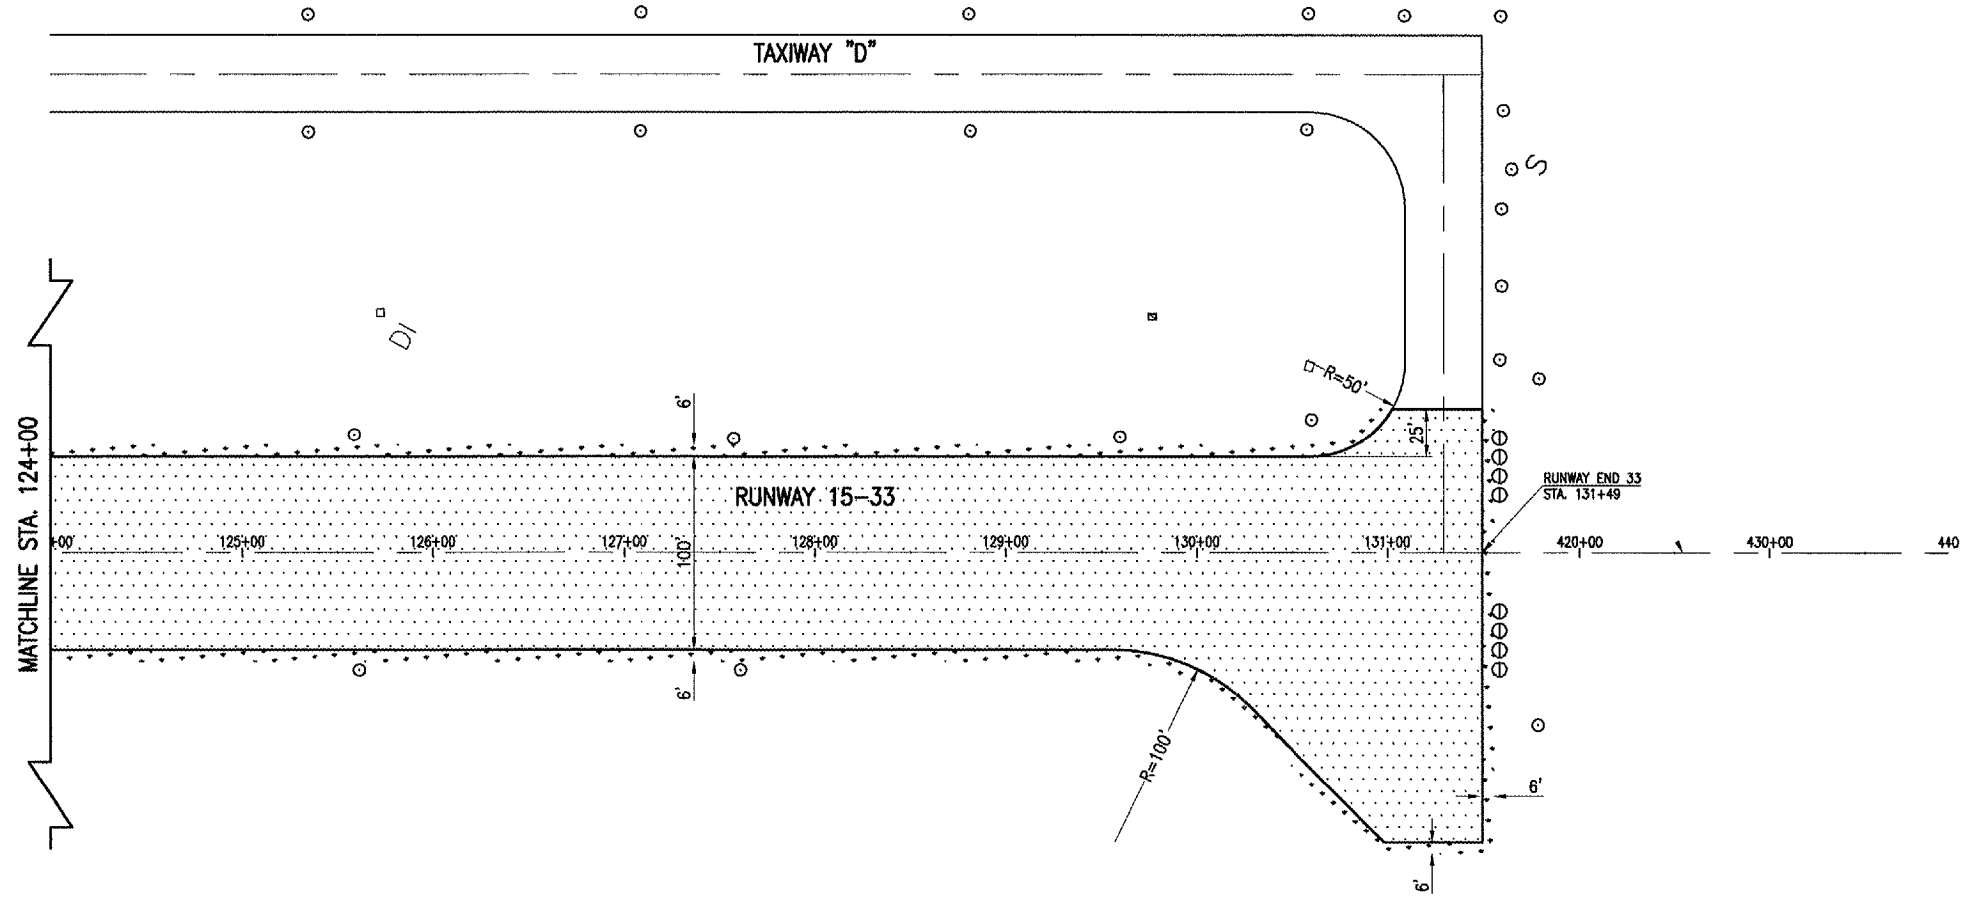 TAXIWAY "D"
S
DI
R=50'
6'
25'
MATCHLINE STA. 124+00
RUNWAY 15-33
RUNWAY END 33
STA. 131+49
+00 125+00 126+00 127+00 128+00 129+00 130+00 131+00 420+00 430+00 440
100'
6'
R=100'
6'
6'